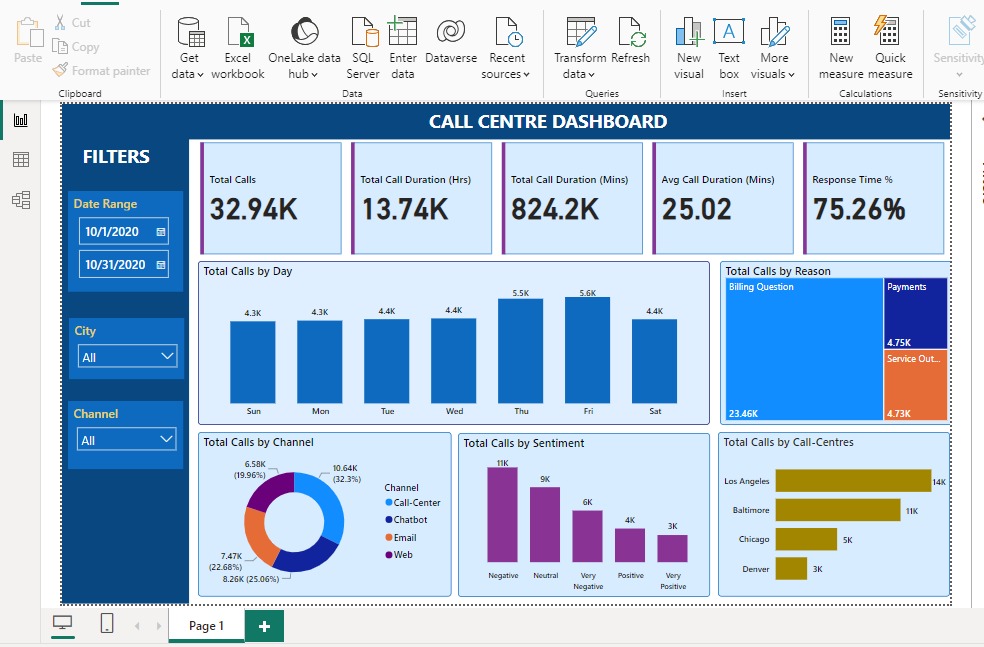 Cut
Copy
Paste
Format painter
Clipboard
Get data
Excel workbook
OneLake data hub
SQL Server
Enter data
Dataverse
Recent sources
Data
Transform data
Refresh
Queries
New visual
Text box
More visuals
Insert
New measure
Quick measure
Calculations
Sensitivity
Sensitivity
CALL CENTRE DASHBOARD
FILTERS
Date Range
10/1/2020
10/31/2020
City
All
Channel
All
Total Calls
32.94K
Total Call Duration (Hrs)
13.74K
Total Call Duration (Mins)
824.2K
Avg Call Duration (Mins)
25.02
Response Time %
75.26%
Total Calls by Day
4.3K
4.3K
4.4K
4.4K
5.5K
5.6K
4.4K
Sun
Mon
Tue
Wed
Thu
Fri
Sat
Total Calls by Reason
Billing Question
23.46K
Payments
4.75K
Service Out...
4.73K
Total Calls by Channel
6.58K
(19.96%)
10.64K
(32.3%)
7.47K
(22.68%)
8.26K (25.06%)
Channel
Call-Center
Chatbot
Email
Web
Total Calls by Sentiment
11K
9K
6K
4K
3K
Negative
Neutral
Very
Negative
Positive
Very
Positive
Total Calls by Call-Centres
Los Angeles
14K
Baltimore
11K
Chicago
5K
Denver
3K
Page 1